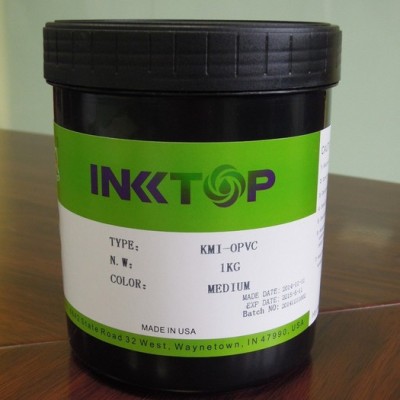 INKTOP
TYPE: KMI-OPVC
N.W: 1KG
COLOR: MEDIUM
MADE DATE:
EXP DATE:
Batch NO:
MADE IN USA
State Road 32 West, Waynetown, IN 47990, USA